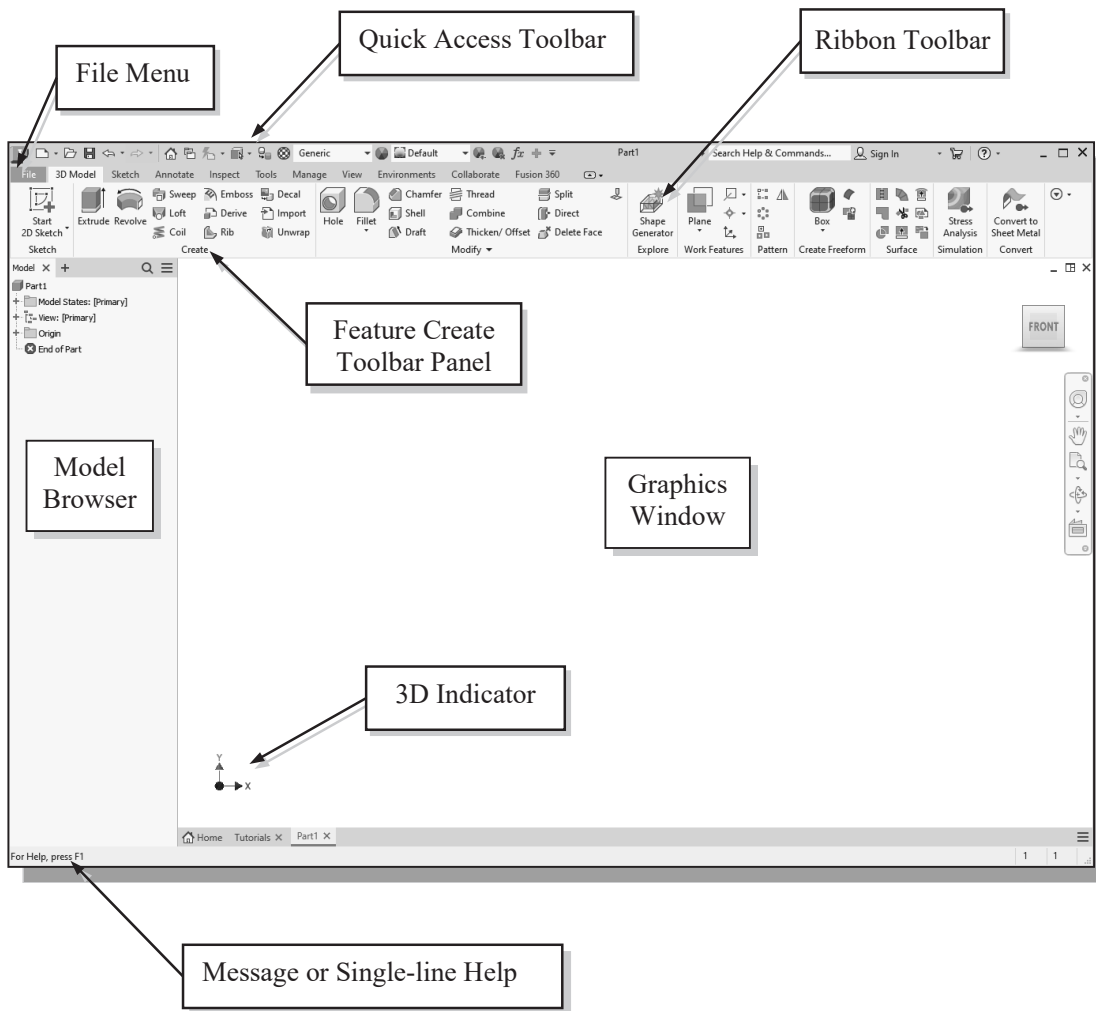 Quick Access Toolbar
Ribbon Toolbar
File Menu
Generic
Default
fx
Part1
Search Help & Commands...
Sign In
File 3D Model Sketch Annotate Inspect Tools Manage View Environments Collaborate Fusion 360
Start
2D Sketch
Sketch
Extrude Revolve
Sweep Emboss Decal
Loft Derive Import
Coil Rib Unwrap
Create
Hole Fillet
Chamfer Thread Split
Shell Combine Direct
Draft Thicken/ Offset Delete Face
Modify
Shape
Generator
Explore
Plane
Work Features
Pattern
Box
Create Freeform
Surface
Stress
Analysis
Simulation
Convert to
Sheet Metal
Convert
Model
Part1
Model States: [Primary]
View: [Primary]
Origin
End of Part
FRONT
Feature Create
Toolbar Panel
Model
Browser
Graphics
Window
3D Indicator
Y
X
Home Tutorials Part1
For Help, press F1
1 1
Message or Single-line Help